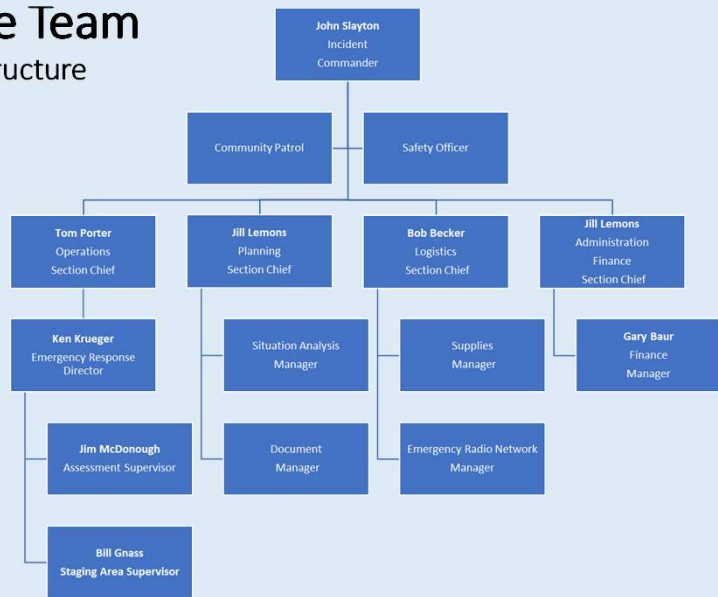 e Team
ructure
John Slayton
Incident
Commander
Community Patrol
Safety Officer
Tom Porter
Operations
Section Chief
Jill Lemons
Planning
Section Chief
Bob Becker
Logistics
Section Chief
Jill Lemons
Administration
Finance
Section Chief
Ken Krueger
Emergency Response
Director
Situation Analysis
Manager
Supplies
Manager
Gary Baur
Finance
Manager
Jim McDonough
Assessment Supervisor
Document
Manager
Emergency Radio Network
Manager
Bill Gnass
Staging Area Supervisor